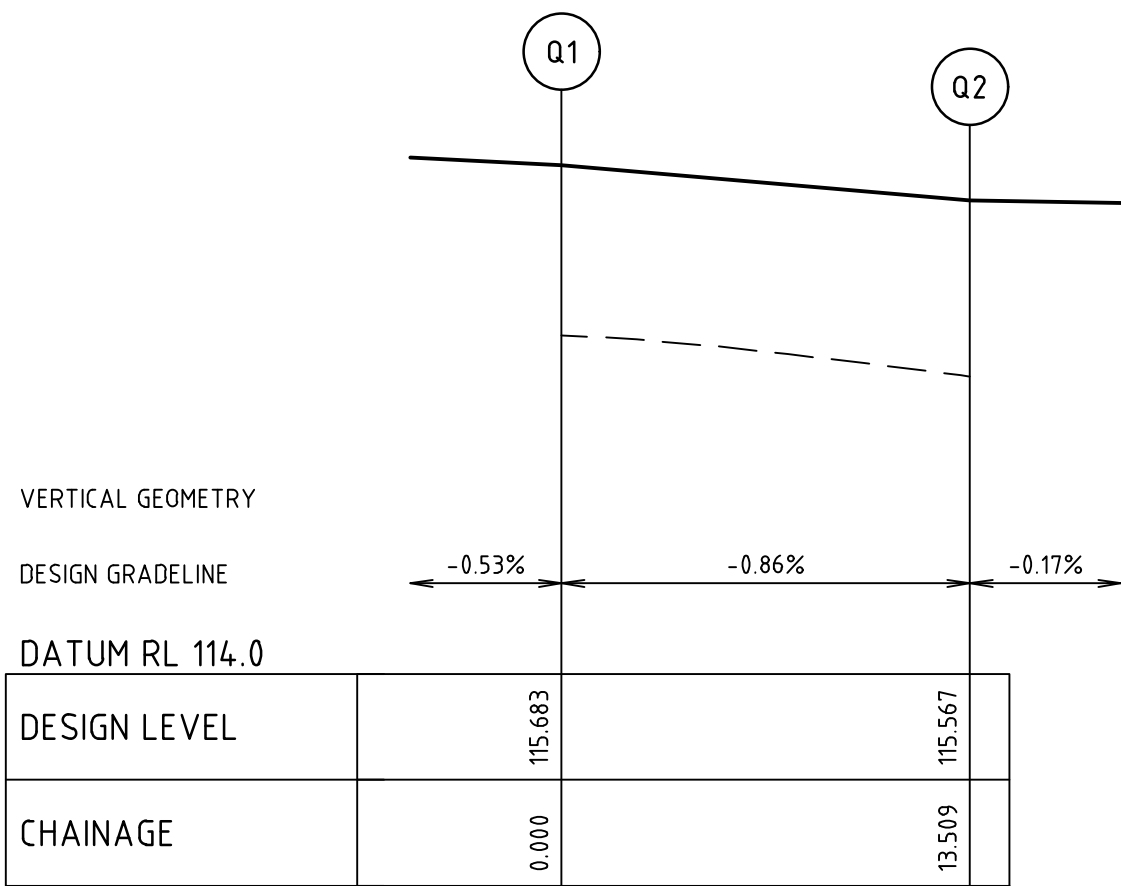 Q1
Q2
VERTICAL GEOMETRY
DESIGN GRADELINE
-0.53%
-0.86%
-0.17%
DATUM RL 114.0
DESIGN LEVEL
115.683
115.567
CHAINAGE
0.000
13.509